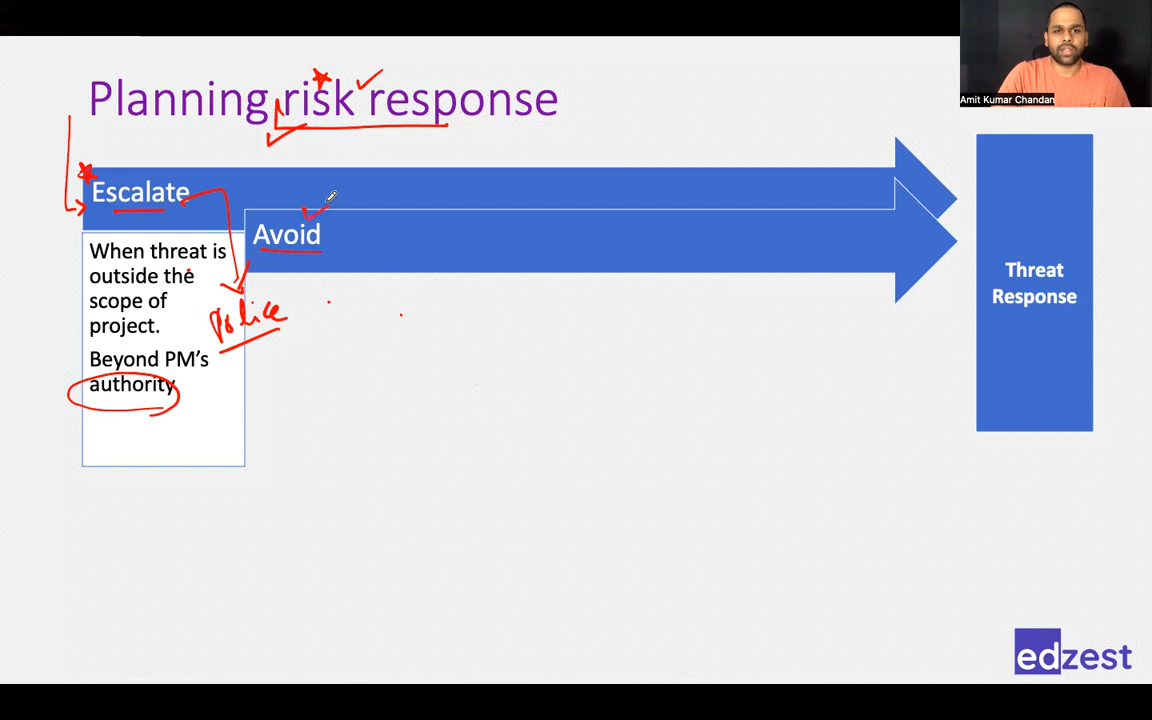 Amit Kumar Chandan
Planning risk response
Escalate
Avoid
When threat is
outside the
scope of
project.
Beyond PM's
authority
Police
Threat
Response
edzest